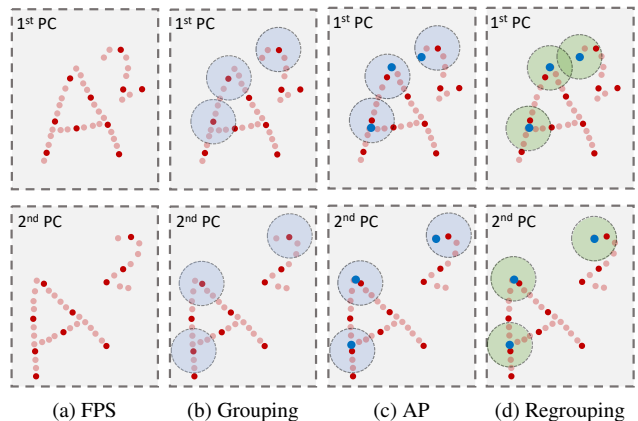 1st PC 1st PC 1st PC 1st PC
2nd PC 2nd PC 2nd PC 2nd PC
(a) FPS (b) Grouping (c) AP (d) Regrouping